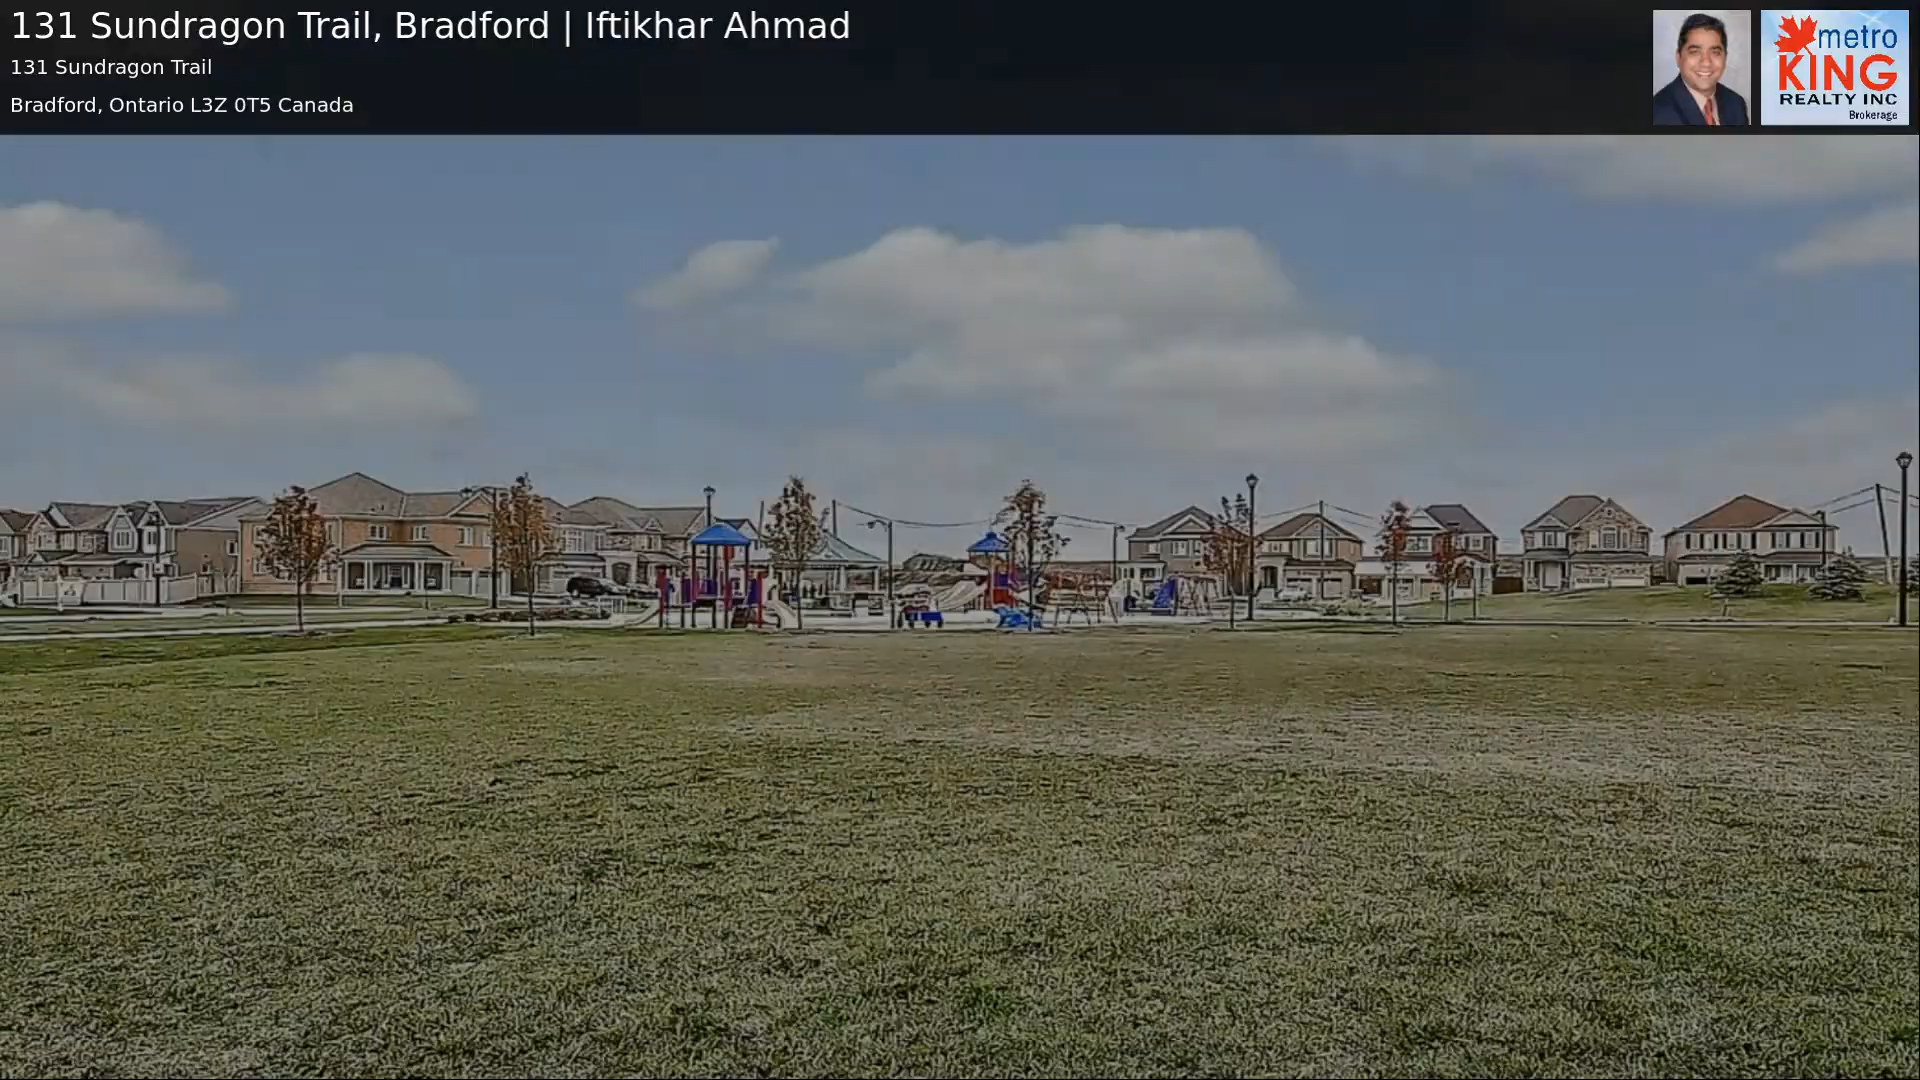 131 Sundragon Trail, Bradford | Iftikhar Ahmad
131 Sundragon Trail
Bradford, Ontario L3Z 0T5 Canada
metro
KING
REALTY INC
Brokerage